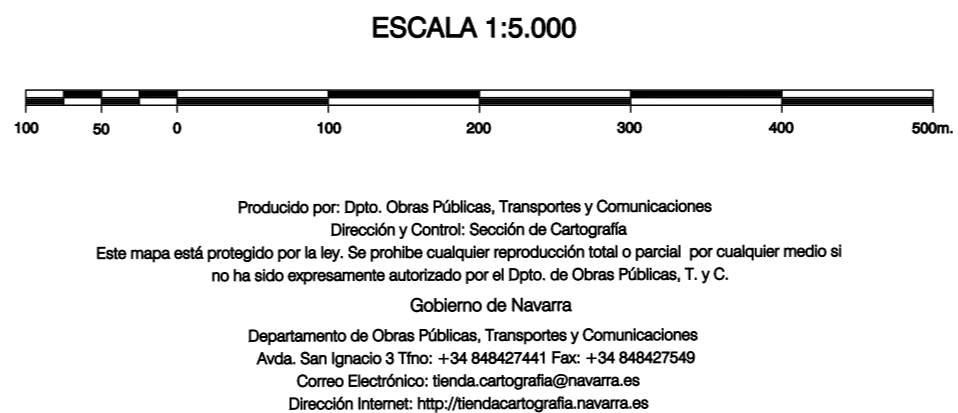 ESCALA 1:5.000
100 50 0 100 200 300 400 500m.
Producido por: Dpto. Obras Públicas, Transportes y Comunicaciones
Dirección y Control: Sección de Cartografía
Este mapa está protegido por la ley. Se prohibe cualquier reproducción total o parcial por cualquier medio si
no ha sido expresamente autorizado por el Dpto. de Obras Públicas, T. y C.
Gobierno de Navarra
Departamento de Obras Públicas, Transportes y Comunicaciones
Avda. San Ignacio 3 Tfno: +34 848427441 Fax: +34 848427549
Correo Electrónico: tienda.cartografia@navarra.es
Dirección Internet: http://tiendacartografia.navarra.es